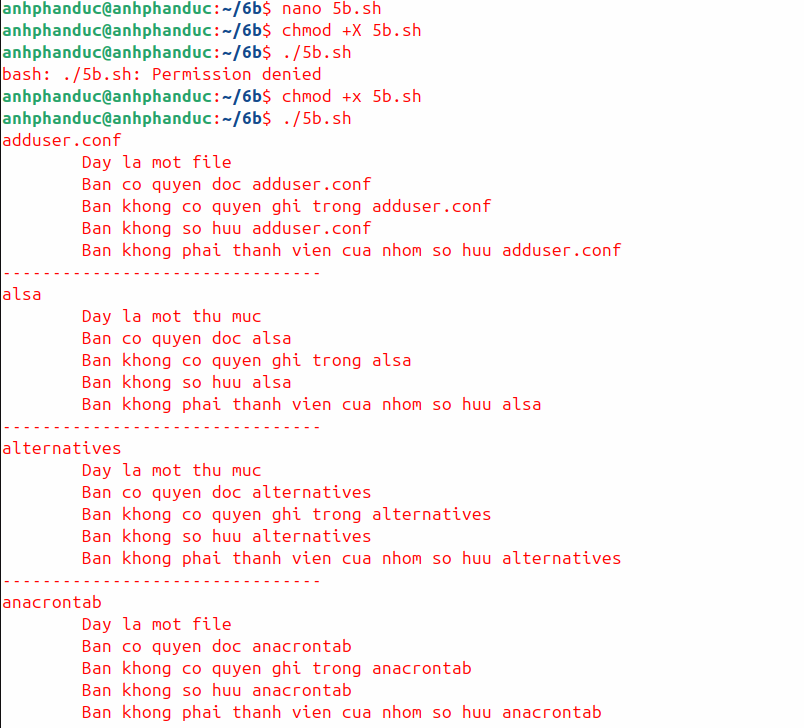 anhphanduc@anhphanduc:~/6b$ nano 5b.sh
anhphanduc@anhphanduc:~/6b$ chmod +X 5b.sh
anhphanduc@anhphanduc:~/6b$ ./5b.sh
bash: ./5b.sh: Permission denied
anhphanduc@anhphanduc:~/6b$ chmod +x 5b.sh
anhphanduc@anhphanduc:~/6b$ ./5b.sh
adduser.conf
        Day la mot file
        Ban co quyen doc adduser.conf
        Ban khong co quyen ghi trong adduser.conf
        Ban khong so huu adduser.conf
        Ban khong phai thanh vien cua nhom so huu adduser.conf
--------------------------------
alsa
        Day la mot thu muc
        Ban co quyen doc alsa
        Ban khong co quyen ghi trong alsa
        Ban khong so huu alsa
        Ban khong phai thanh vien cua nhom so huu alsa
--------------------------------
alternatives
        Day la mot thu muc
        Ban co quyen doc alternatives
        Ban khong co quyen ghi trong alternatives
        Ban khong so huu alternatives
        Ban khong phai thanh vien cua nhom so huu alternatives
--------------------------------
anacrontab
        Day la mot file
        Ban co quyen doc anacrontab
        Ban khong co quyen ghi trong anacrontab
        Ban khong so huu anacrontab
        Ban khong phai thanh vien cua nhom so huu anacrontab